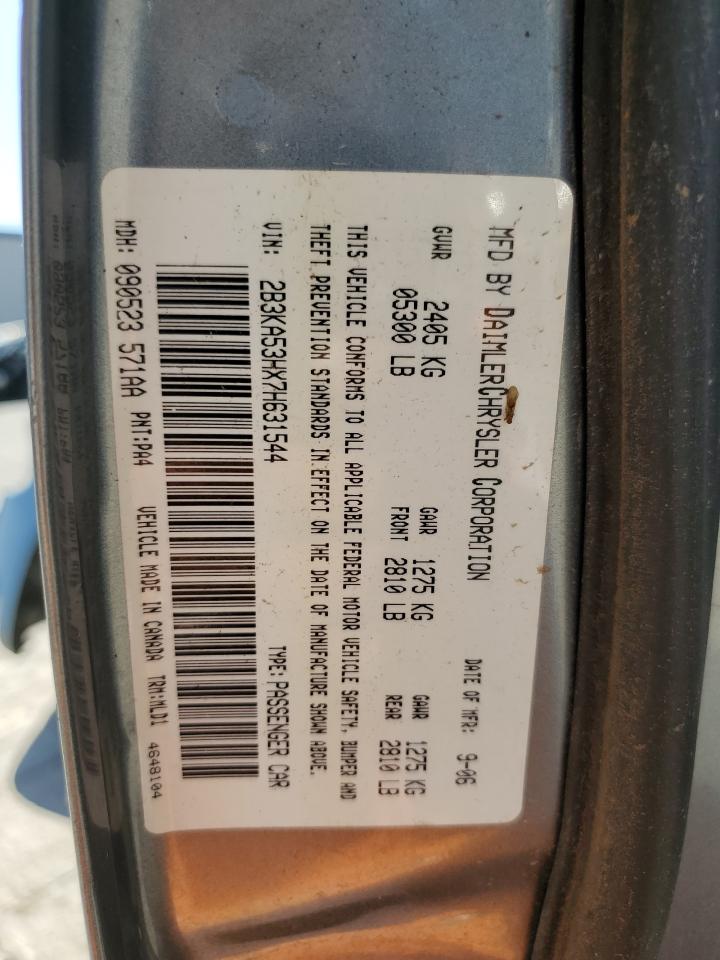 MFD BY DAIMLERCHRYSLER CORPORATION
DATE OF MFR: 9-06
GVWR 2405 KG
05300 LB
GAWR 1275 KG
FRONT 2810 LB
GAWR 1275 KG
REAR 2810 LB
THIS VEHICLE CONFORMS TO ALL APPLICABLE FEDERAL MOTOR VEHICLE SAFETY, BUMPER AND
THEFT PREVENTION STANDARDS IN EFFECT ON THE DATE OF MANUFACTURE SHOWN ABOVE.
VIN: 2B3KA53HX7H631544
TYPE: PASSENGER CAR
MDH: 090523 571AA PNT:PA4 VEHICLE MADE IN CANADA TRM:MLD1 4648104